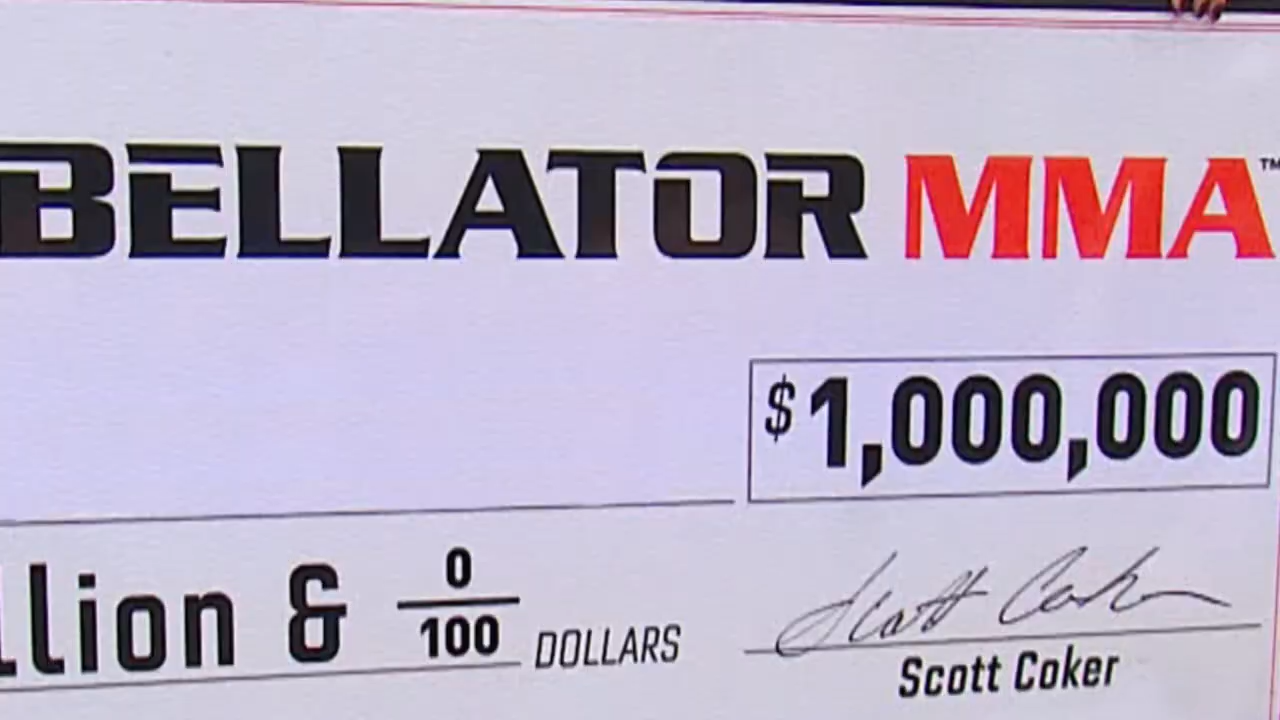 BELLATOR MMA™
$1,000,000
llion & 0/100 DOLLARS
Scott Coker
Scott Coker